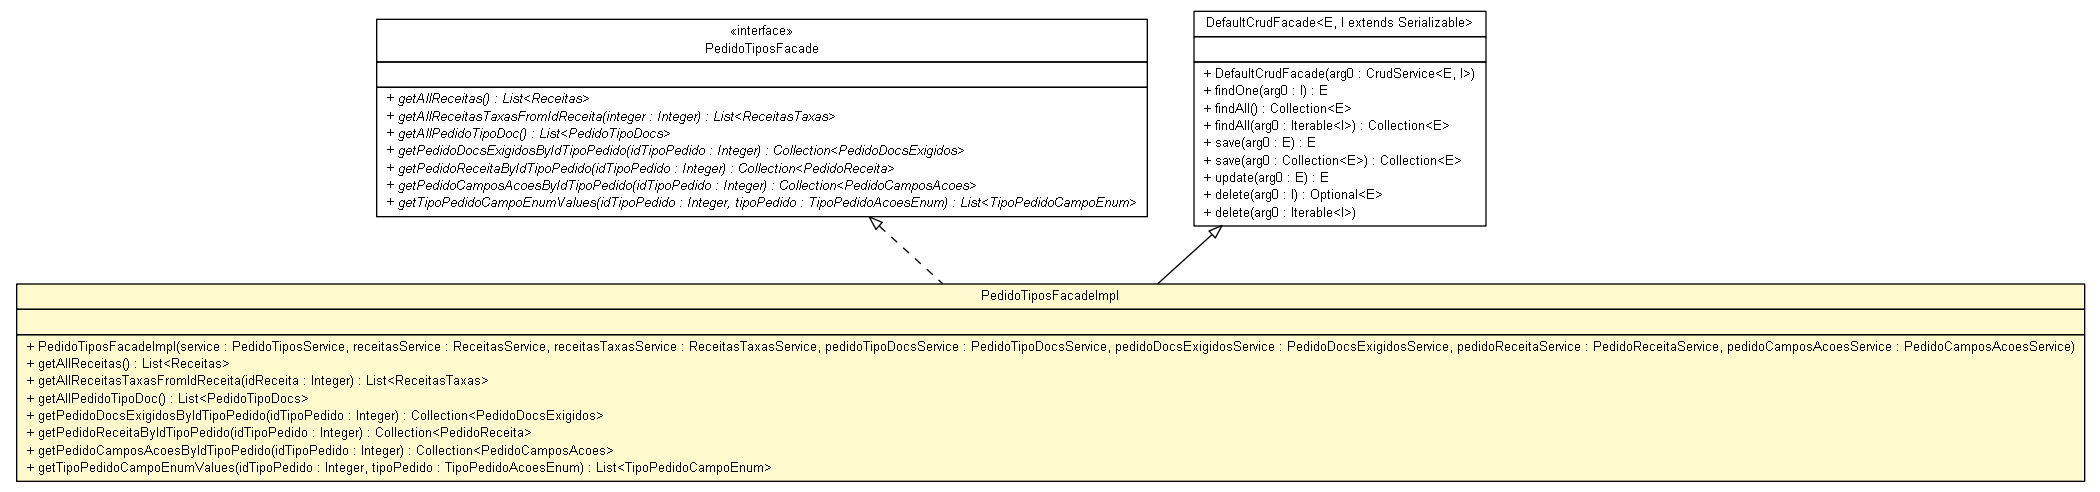 «interface»
PedidoTiposFacade
+ getAllReceitas() : List<Receitas>
+ getAllReceitasTaxasFromIdReceita(integer : Integer) : List<ReceitasTaxas>
+ getAllPedidoTipoDoc() : List<PedidoTipoDocs>
+ getPedidoDocsExigidosByIdTipoPedido(idTipoPedido : Integer) : Collection<PedidoDocsExigidos>
+ getPedidoReceitaByIdTipoPedido(idTipoPedido : Integer) : Collection<PedidoReceita>
+ getPedidoCamposAcoesByIdTipoPedido(idTipoPedido : Integer) : Collection<PedidoCamposAcoes>
+ getTipoPedidoCampoEnumValues(idTipoPedido : Integer, tipoPedido : TipoPedidoAcoesEnum) : List<TipoPedidoCampoEnum>
DefaultCrudFacade<E, I extends Serializable>
+ DefaultCrudFacade(arg0 : CrudService<E, I>)
+ findOne(arg0 : I) : E
+ findAll() : Collection<E>
+ findAll(arg0 : Iterable<I>) : Collection<E>
+ save(arg0 : E) : E
+ save(arg0 : Collection<E>) : Collection<E>
+ update(arg0 : E) : E
+ delete(arg0 : I) : Optional<E>
+ delete(arg0 : Iterable<I>)
PedidoTiposFacadeImpl
+ PedidoTiposFacadeImpl(service : PedidoTiposService, receitasService : ReceitasService, receitasTaxasService : ReceitasTaxasService, pedidoTipoDocsService : PedidoTipoDocsService, pedidoDocsExigidosService : PedidoDocsExigidosService, pedidoReceitaService : PedidoReceitaService, pedidoCamposAcoesService : PedidoCamposAcoesService)
+ getAllReceitas() : List<Receitas>
+ getAllReceitasTaxasFromIdReceita(idReceita : Integer) : List<ReceitasTaxas>
+ getAllPedidoTipoDoc() : List<PedidoTipoDocs>
+ getPedidoDocsExigidosByIdTipoPedido(idTipoPedido : Integer) : Collection<PedidoDocsExigidos>
+ getPedidoReceitaByIdTipoPedido(idTipoPedido : Integer) : Collection<PedidoReceita>
+ getPedidoCamposAcoesByIdTipoPedido(idTipoPedido : Integer) : Collection<PedidoCamposAcoes>
+ getTipoPedidoCampoEnumValues(idTipoPedido : Integer, tipoPedido : TipoPedidoAcoesEnum) : List<TipoPedidoCampoEnum>